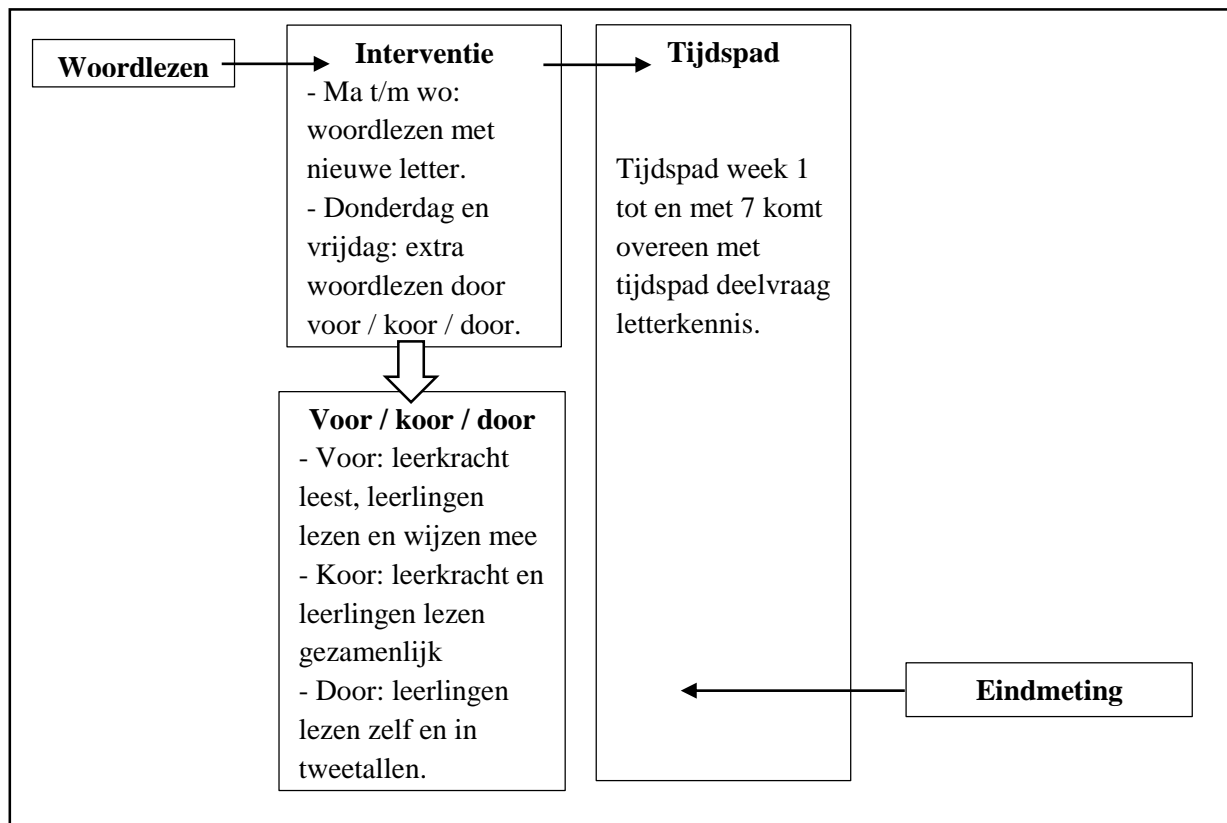 Woordlezen
Interventie
- Ma t/m wo:
woordlezen met
nieuwe letter.
- Donderdag en
vrijdag: extra
woordlezen door
voor / koor / door.
Voor / koor / door
- Voor: leerkracht
leest, leerlingen
lezen en wijzen mee
- Koor: leerkracht en
leerlingen lezen
gezamenlijk
- Door: leerlingen
lezen zelf en in
tweetallen.
Tijdspad
Tijdspad week 1
tot en met 7 komt
overeen met
tijdspad deelvraag
letterkennis.
Eindmeting